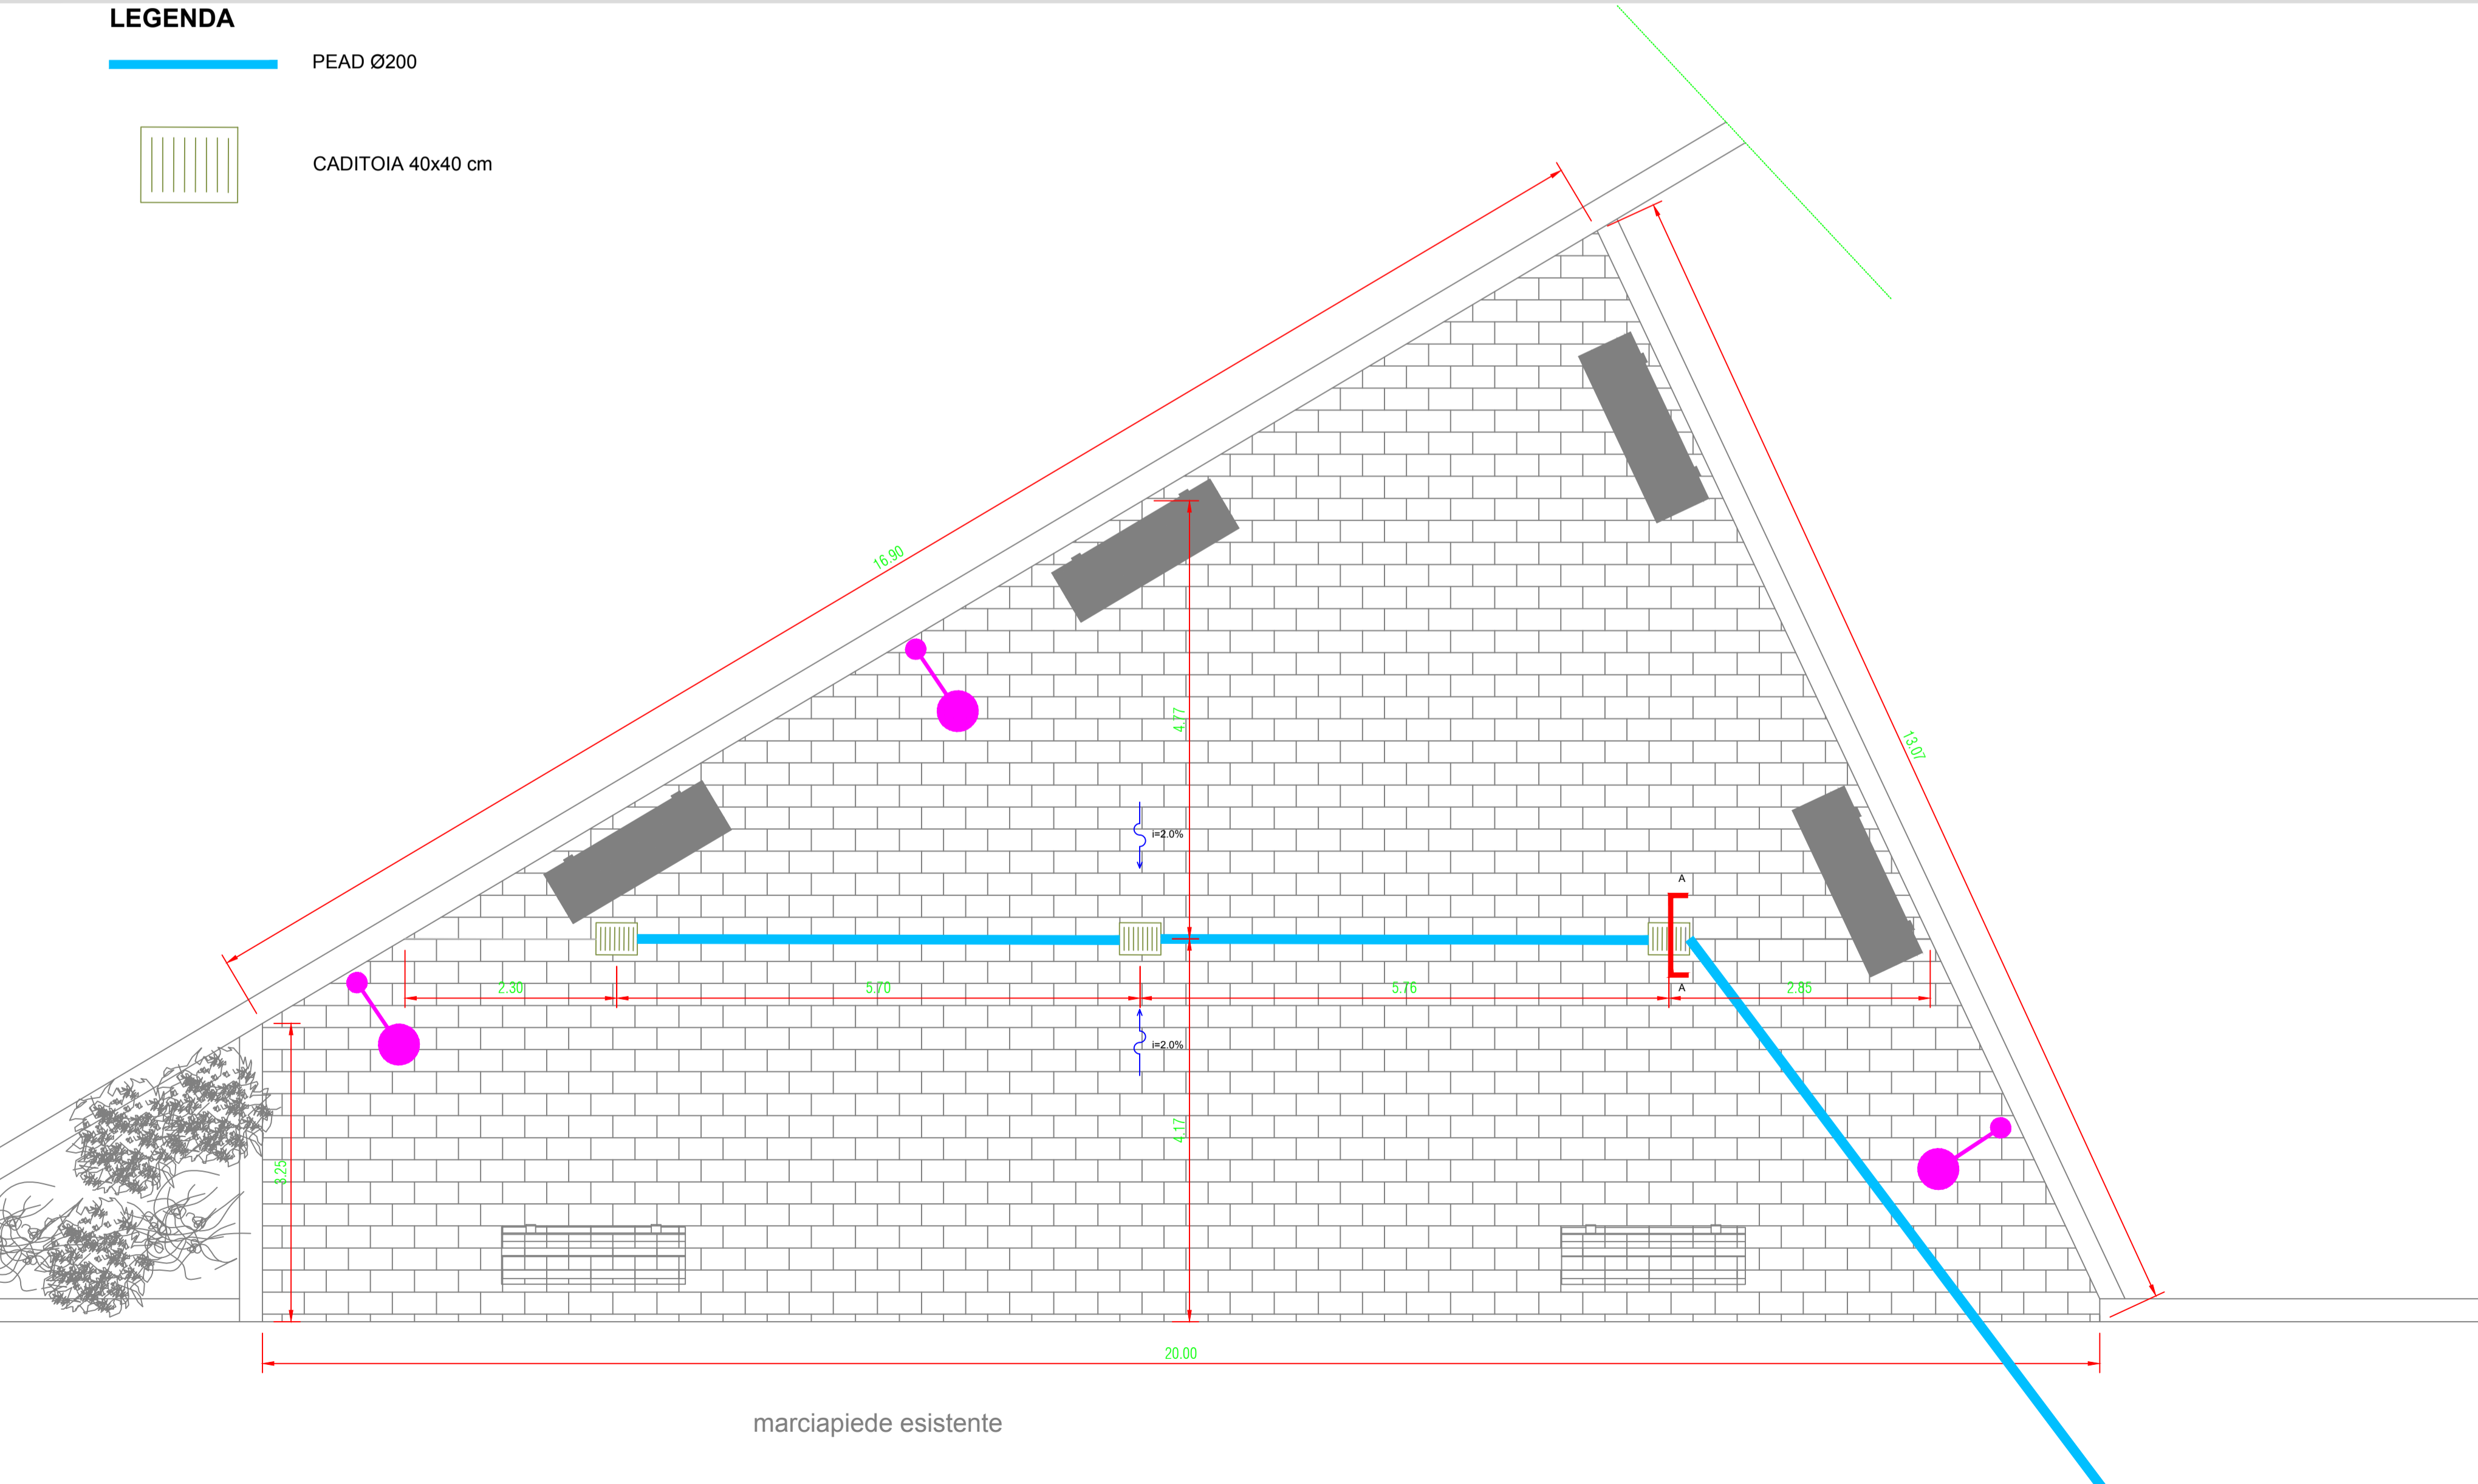 LEGENDA
PEAD Ø200
CADITOIA 40x40 cm
16.90
13.07
4.77
i=2.0%
A
2.30
5.70
5.76
A
2.85
i=2.0%
4.17
3.25
20.00
marciapiede esistente